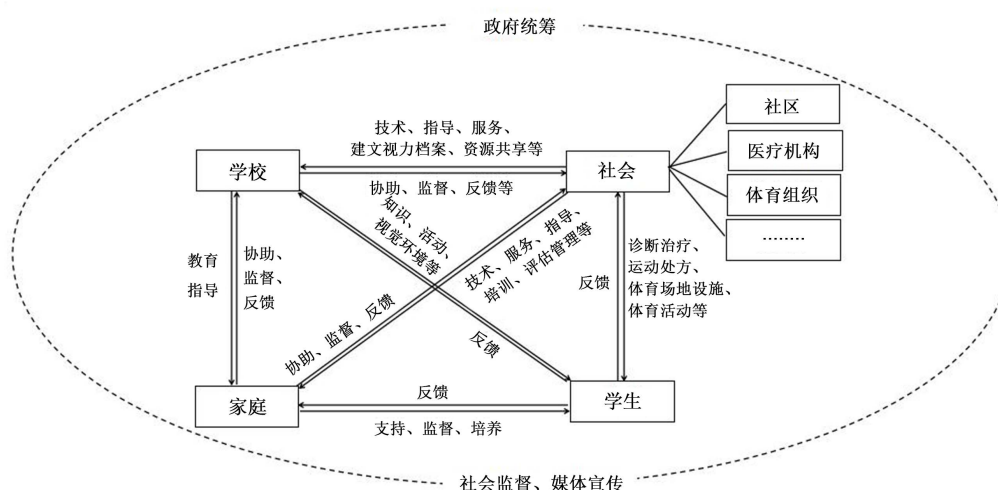 政府统筹
社区
技术、指导、服务、
建文视力档案、资源共享等
医疗机构
学校
社会
协助、监督、反馈等
体育组织
知识、活动、
视觉环境等
技术、服务、指导、
培训、评估管理等
........
教育
指导
协助、
监督、
反馈
反馈
诊断治疗、
运动处方、
体育场地设施、
体育活动等
协助、监督、反馈
反馈
家庭
反馈
学生
支持、监督、培养
社会监督、媒体宣传